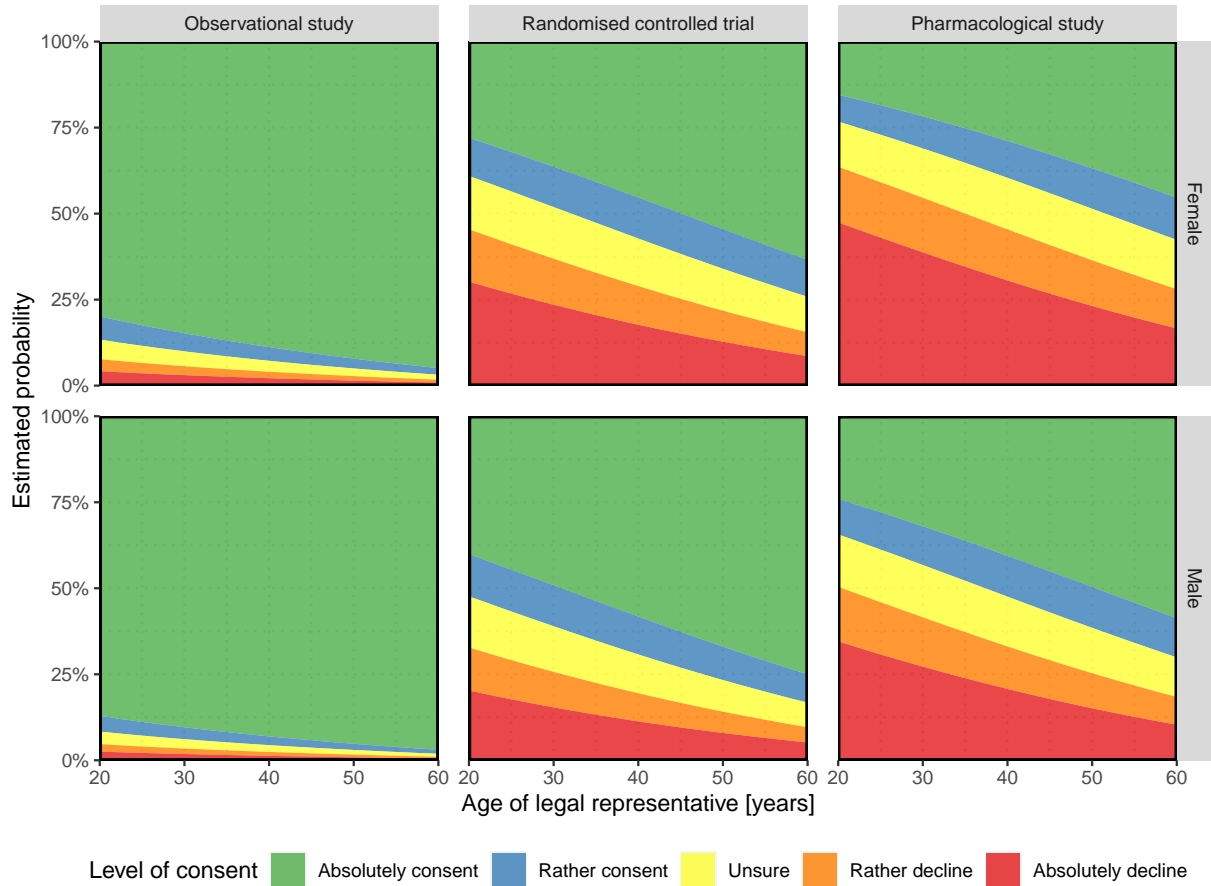 Observational study
Randomised controlled trial
Pharmacological study
Estimated probability
100%
75%
50%
25%
0%
Female
100%
75%
50%
25%
0%
Male
20 30 40 50 60
20 30 40 50 60
20 30 40 50 60
Age of legal representative [years]
Level of consent Absolutely consent Rather consent Unsure Rather decline Absolutely decline